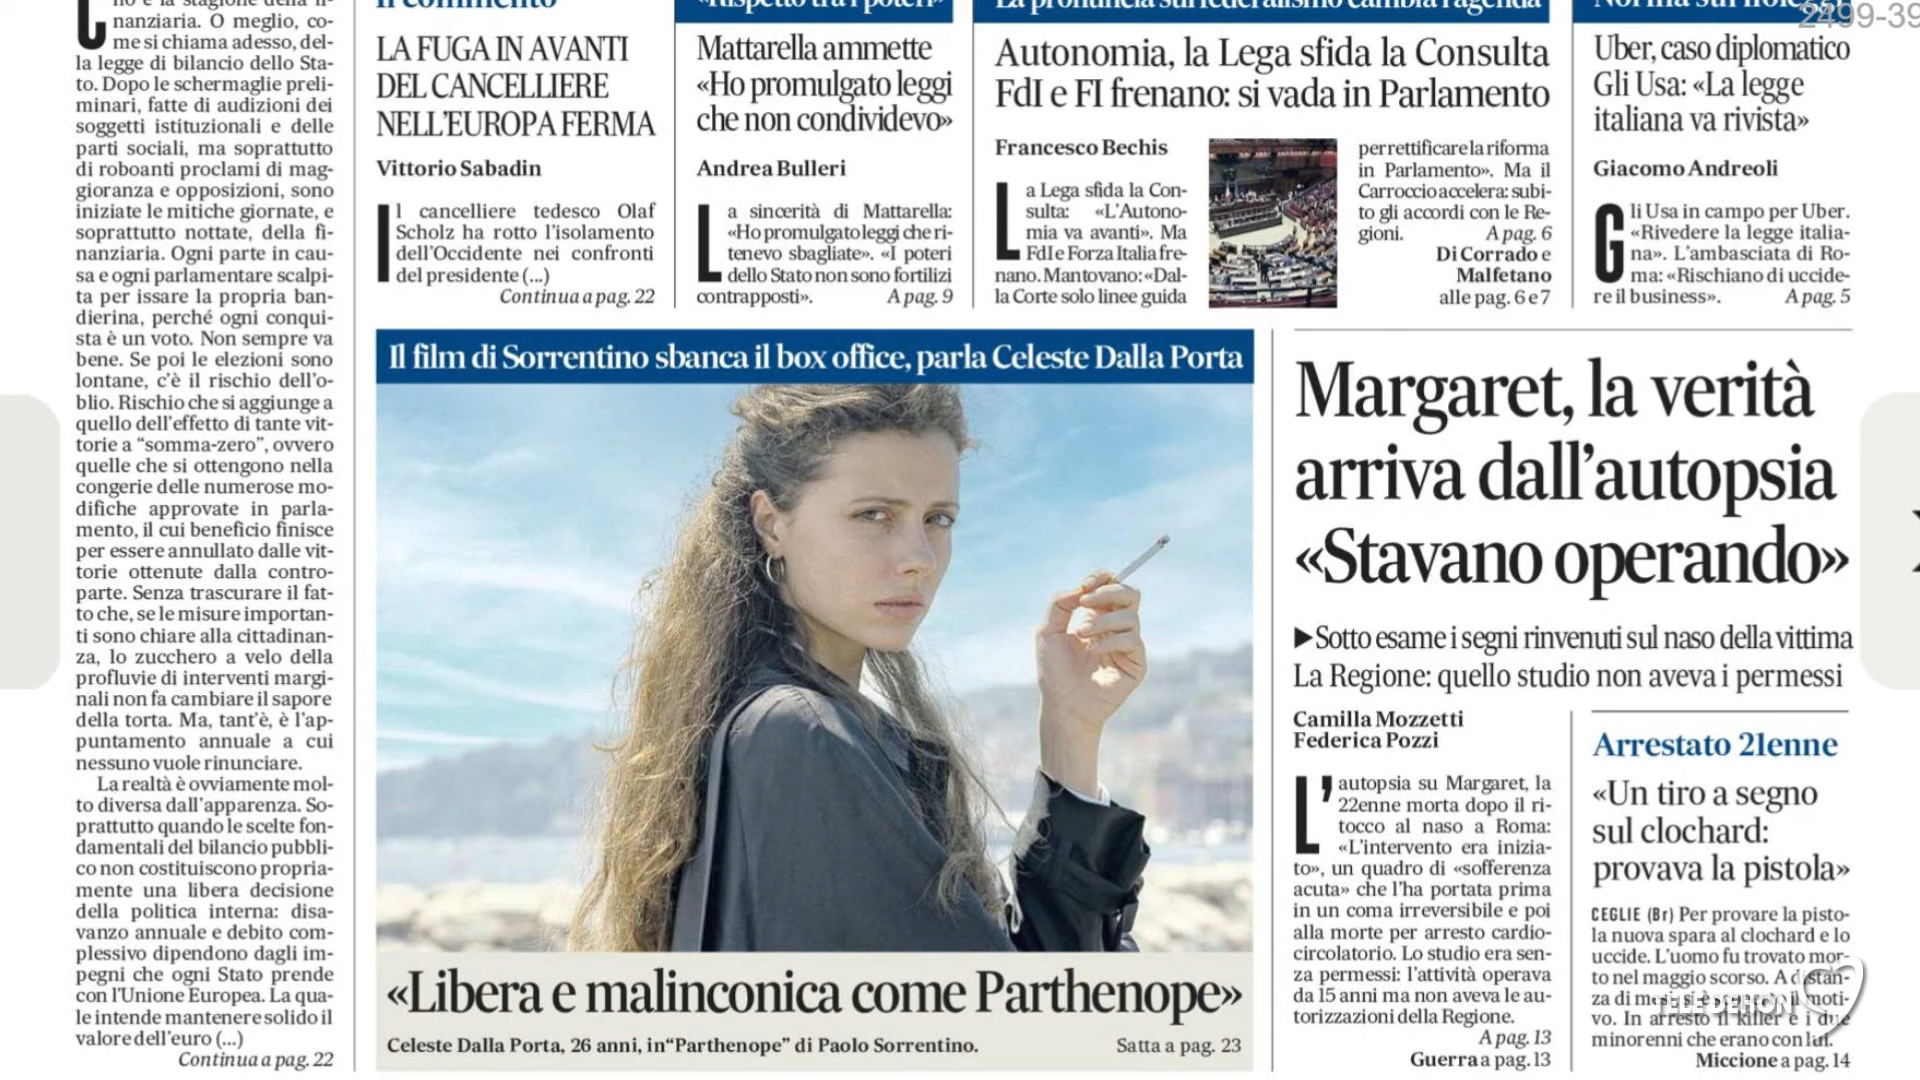 nanziaria. O meglio, co-
me si chiama adesso, del-
la legge di bilancio dello Sta-
to. Dopo le schermaglie preli-
minari, fatte di audizioni dei
soggetti istituzionali e delle
parti sociali, ma soprattutto
di roboanti proclami di mag-
gioranza e opposizioni, sono
iniziate le mitiche giornate, e
soprattutto nottate, della fi-
nanziaria. Ogni parte in cau-
sa e ogni parlamentare scalpi-
ta per issare la propria ban-
dierina, perché ogni conqui-
sta è un voto. Non sempre va
bene. Se poi le elezioni sono
lontane, c'è il rischio dell'o-
blio. Rischio che si aggiunge a
quello dell'effetto di tante vit-
torie a “somma-zero”, ovvero
quelle che si ottengono nella
congerie delle numerose mo-
difiche approvate in parla-
mento, il cui beneficio finisce
per essere annullato dalle vit-
torie ottenute dalla contro-
parte. Senza trascurare il fat-
to che, se le misure importan-
ti sono chiare alla cittadinan-
za, lo zucchero a velo della
profluvie di interventi margi-
nali non fa cambiare il sapore
della torta. Ma, tant'è, è l'ap-
puntamento annuale a cui
nessuno vuole rinunciare.
La realtà è ovviamente mol-
to diversa dall'apparenza. So-
prattutto quando le scelte fon-
damentali del bilancio pubbli-
co non costituiscono propria-
mente una libera decisione
della politica interna: disa-
vanzo annuale e debito com-
plessivo dipendono dagli im-
pegni che ogni Stato prende
con l'Unione Europea. La qua-
le intende mantenere solido il
valore dell'euro (...)
Continua a pag. 22
Il commento
LA FUGA IN AVANTI
DEL CANCELLIERE
NELL'EUROPA FERMA
Vittorio Sabadin
Il cancelliere tedesco Olaf
Scholz ha rotto l'isolamento
dell'Occidente nei confronti
del presidente (...)
Continua a pag. 22
«Rispetto tra i poteri»
Mattarella ammette
«Ho promulgato leggi
che non condividevo»
Andrea Bulleri
La sincerità di Mattarella:
«Ho promulgato leggi che ri-
tenevo sbagliate». «I poteri
dello Stato non sono fortilizi
contrapposti». A pag. 9
La pronuncia sul federalismo cambia l'agenda
Autonomia, la Lega sfida la Consulta
FdI e FI frenano: si vada in Parlamento
Francesco Bechis
La Lega sfida la Con-
sulta: «L'Autono-
mia va avanti». Ma
FdI e Forza Italia fre-
nano. Mantovano: «Dal-
la Corte solo linee guida
per rettificare la riforma
in Parlamento». Ma il
Carroccio accelera: subi-
to gli accordi con le Re-
gioni. A pag. 6
Di Corrado e
Malfetano
alle pag. 6 e 7
2499-39
Uber, caso diplomatico
Gli Usa: «La legge
italiana va rivista»
Giacomo Andreoli
Gli Usa in campo per Uber.
«Rivedere la legge italia-
na». L'ambasciata di Ro-
ma: «Rischiano di uccide-
re il business». A pag. 5
Il film di Sorrentino sbanca il box office, parla Celeste Dalla Porta
«Libera e malinconica come Parthenope»
Celeste Dalla Porta, 26 anni, in “Parthenope” di Paolo Sorrentino. Satta a pag. 23
Margaret, la verità
arriva dall'autopsia
«Stavano operando»
▶Sotto esame i segni rinvenuti sul naso della vittima
La Regione: quello studio non aveva i permessi
Camilla Mozzetti
Federica Pozzi
L'autopsia su Margaret, la
22enne morta dopo il ri-
tocco al naso a Roma:
«L'intervento era inizia-
to», un quadro di «sofferenza
acuta» che l'ha portata prima
in un coma irreversibile e poi
alla morte per arresto cardio-
circolatorio. Lo studio era sen-
za permessi: l'attività operava
da 15 anni ma non aveva le au-
torizzazioni della Regione.
A pag. 13
Guerra a pag. 13
Arrestato 21enne
«Un tiro a segno
sul clochard:
provava la pistola»
CEGLIE (Br) Per provare la pisto-
la nuova spara al clochard e lo
uccide. L'uomo fu trovato mor-
to nel maggio scorso. A distan-
za di mesi il moti-
vo. In arresto il killer e i due
minorenni che erano con lui.
Miccione a pag. 14
TELE DEHON